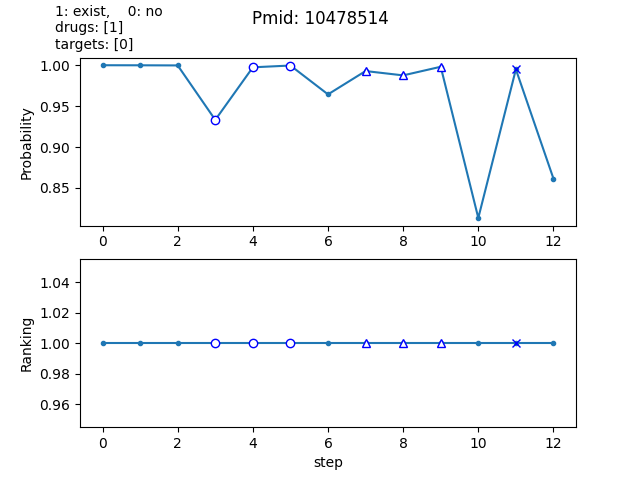 1: exist,    0: no
drugs: [1]
targets: [0]
Pmid: 10478514
1.00
0.95
0.90
0.85
Probability
0 2 4 6 8 10 12
1.04
1.02
1.00
0.98
0.96
Ranking
0 2 4 6 8 10 12
step